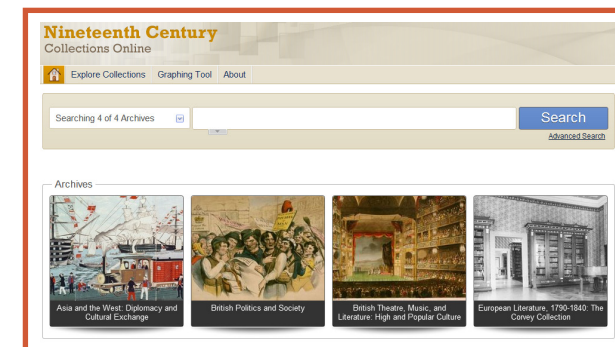 Nineteenth Century
Collections Online
Explore Collections Graphing Tool About
Searching 4 of 4 Archives
Search
Advanced Search
Archives
Asia and the West: Diplomacy and
Cultural Exchange
British Politics and Society
British Theatre, Music, and
Literature: High and Popular Culture
European Literature, 1790-1840: The
Corvey Collection